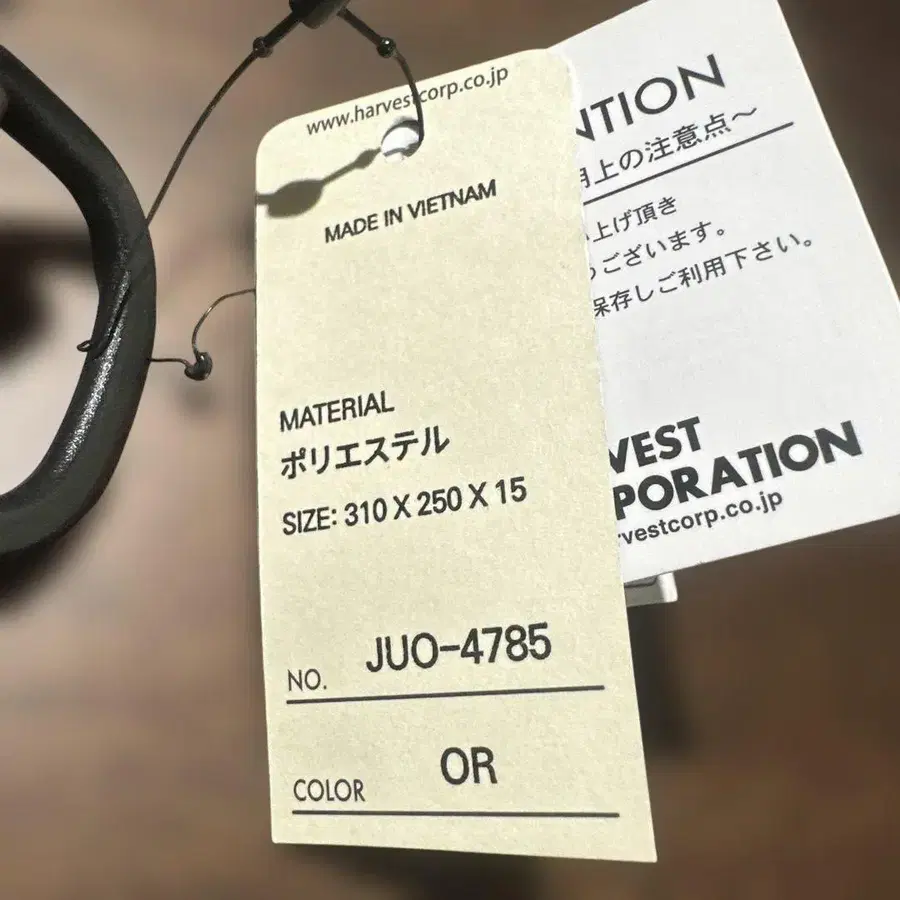 www.harvestcorp.co.jp
MADE IN VIETNAM
MATERIAL
ポリエステル
SIZE: 310 X 250 X 15
NO. JUO-4785
COLOR OR
NTION
上の注意点〜
上げ頂き
ございます。
保存しご利用下さい。
VEST
PORATION
rvestcorp.co.jp